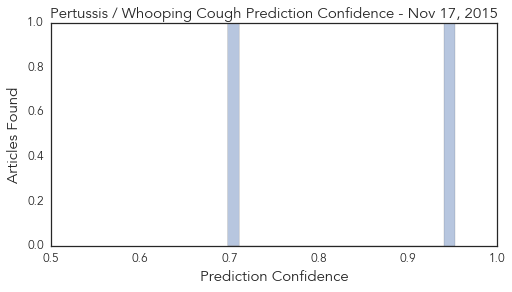 Pertussis / Whooping Cough Prediction Confidence - Nov 17, 2015
1.0
0.8
0.6
0.4
0.2
0.0
Articles Found
0.5 0.6 0.7 0.8 0.9 1.0
Prediction Confidence